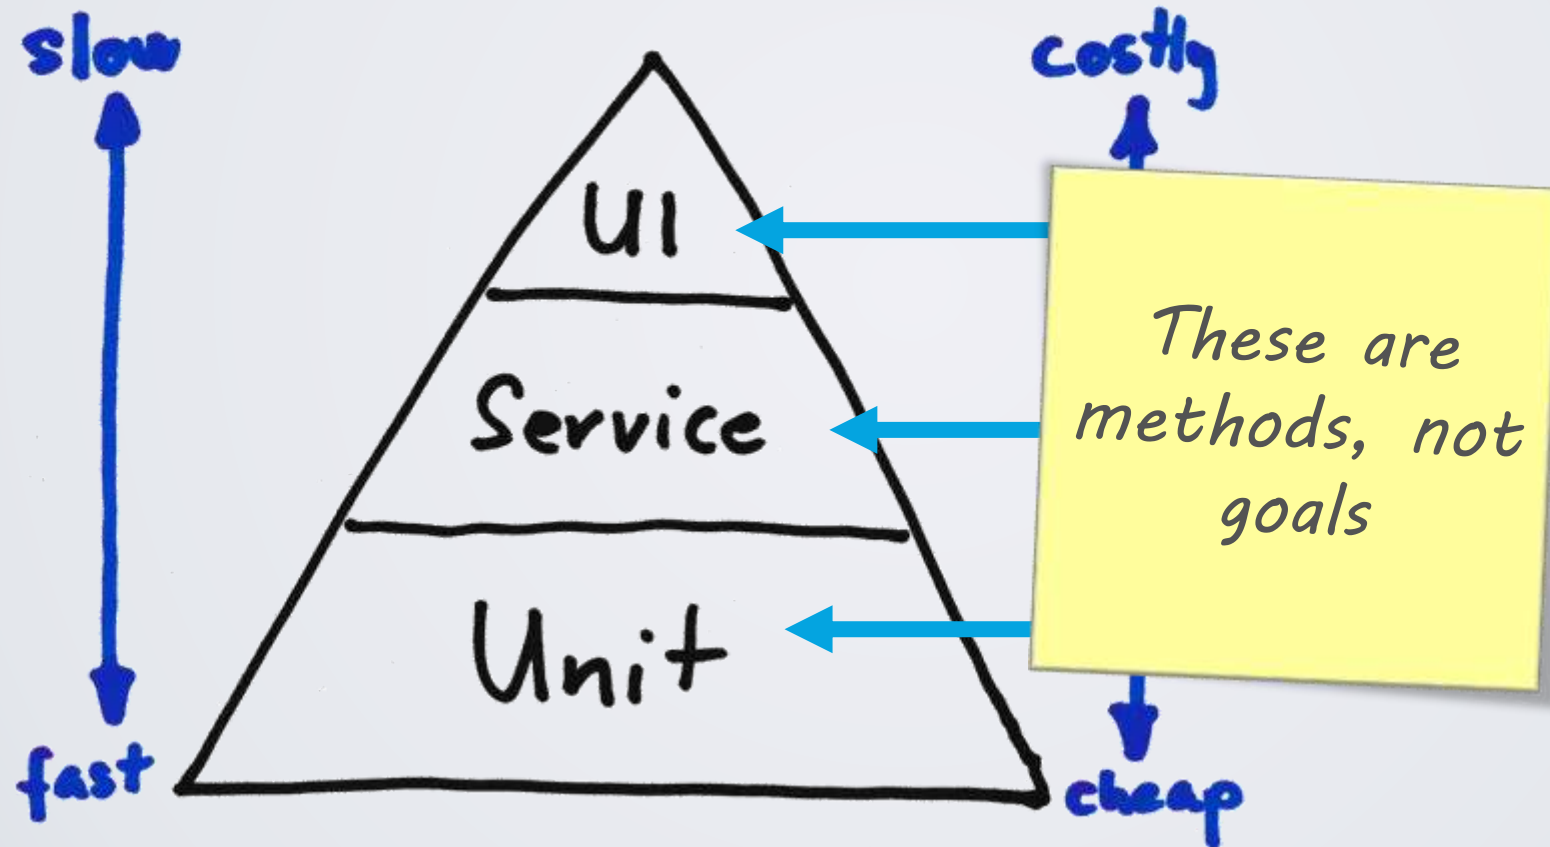 slow
costly
UI
Service
Unit
These are
methods, not
goals
fast
cheap